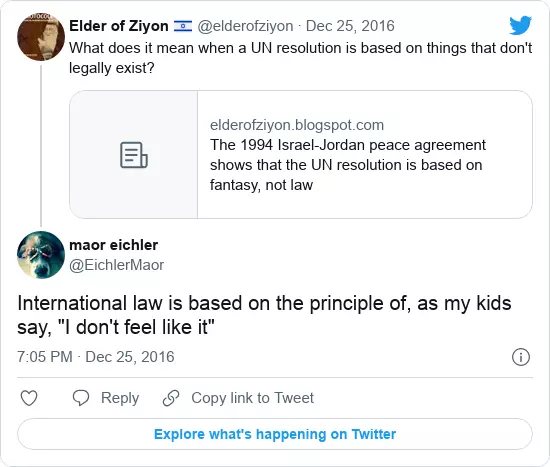 Elder of Ziyon 🇮🇱 @elderofziyon · Dec 25, 2016
What does it mean when a UN resolution is based on things that don't
legally exist?
elderofziyon.blogspot.com
The 1994 Israel-Jordan peace agreement
shows that the UN resolution is based on
fantasy, not law
maor eichler
@EichlerMaor
International law is based on the principle of, as my kids
say, "I don't feel like it"
7:05 PM · Dec 25, 2016
Reply Copy link to Tweet
Explore what's happening on Twitter